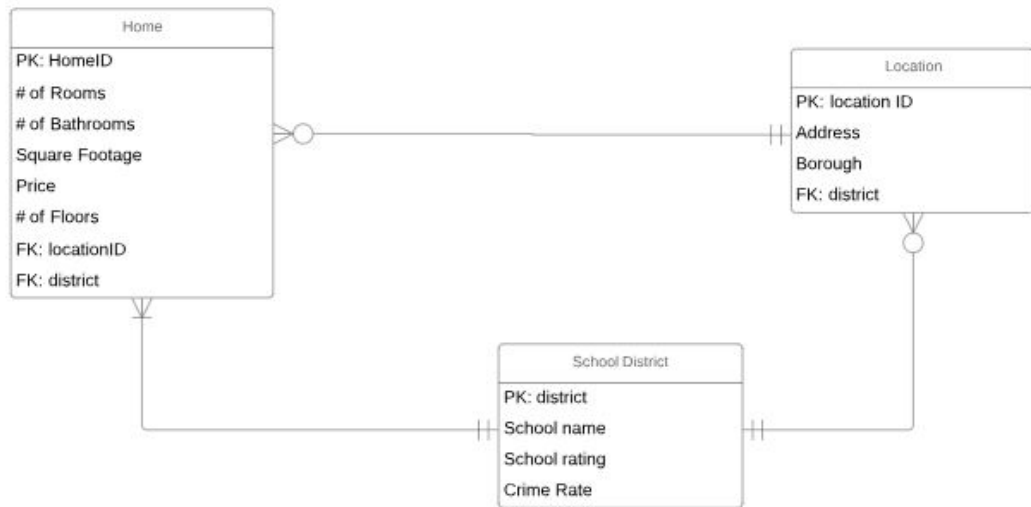 Home
PK: HomeID
# of Rooms
# of Bathrooms
Square Footage
Price
# of Floors
FK: locationID
FK: district
Location
PK: location ID
Address
Borough
FK: district
School District
PK: district
School name
School rating
Crime Rate